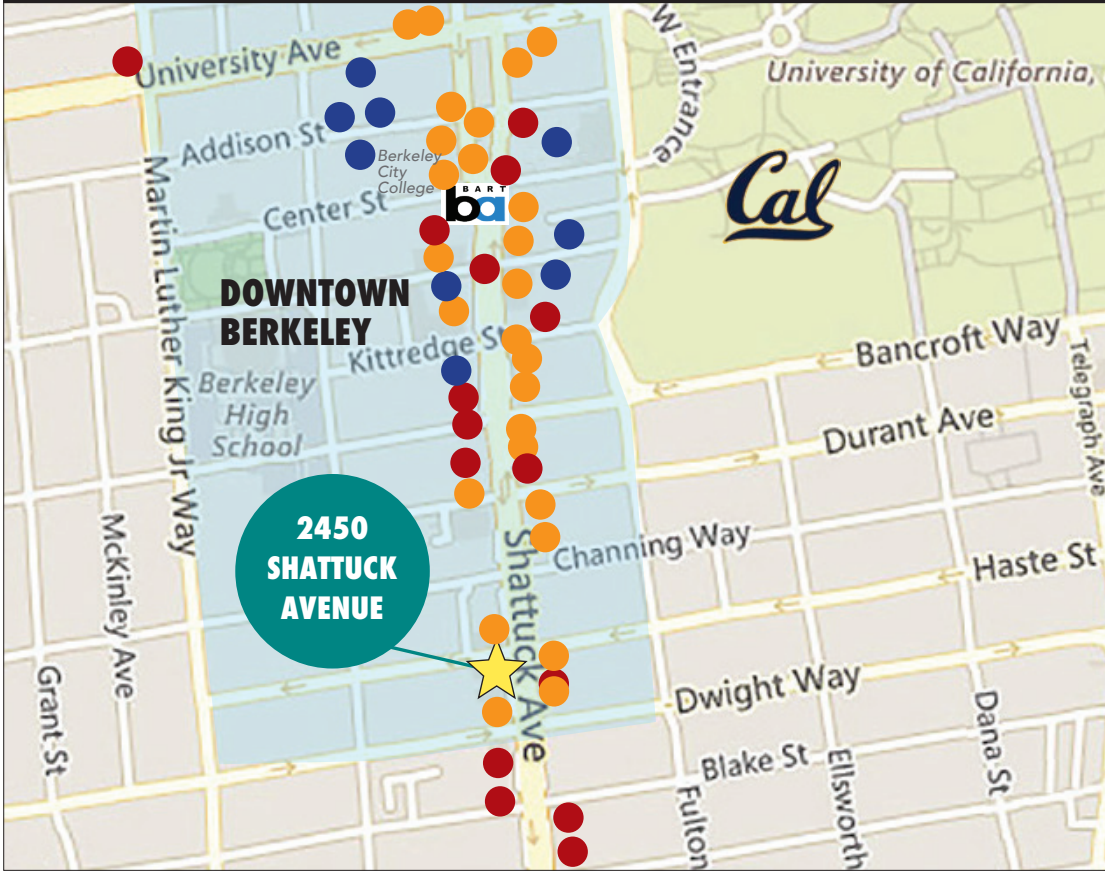 University Ave
W Entrance
University of California,
Addison St
Berkeley
City
College
BART
ba
Cal
Center St
Martin Luther King Jr Way
DOWNTOWN
BERKELEY
Kittredge St
Bancroft Way
Berkeley
High
School
Telegraph Ave
Durant Ave
2450
SHATTUCK
AVENUE
McKinley Ave
Shattuck Ave
Channing Way
Haste St
Grant St
Dwight Way
Dana St
Blake St
Ellsworth
Fulton